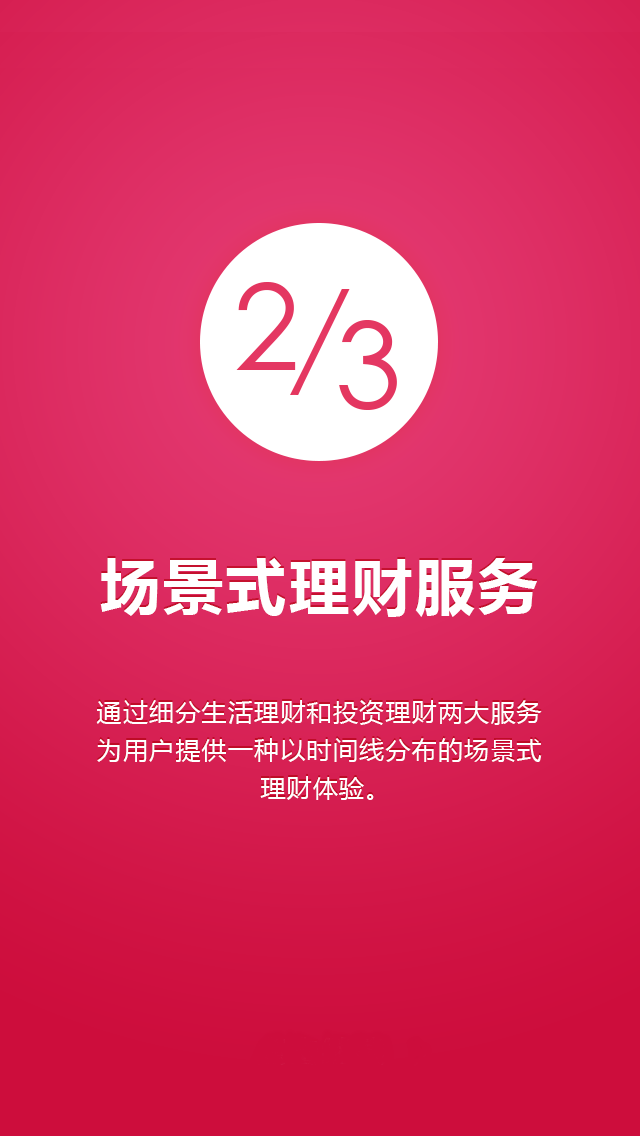 2/3
场景式理财服务
通过细分生活理财和投资理财两大服务
为用户提供一种以时间线分布的场景式
理财体验。